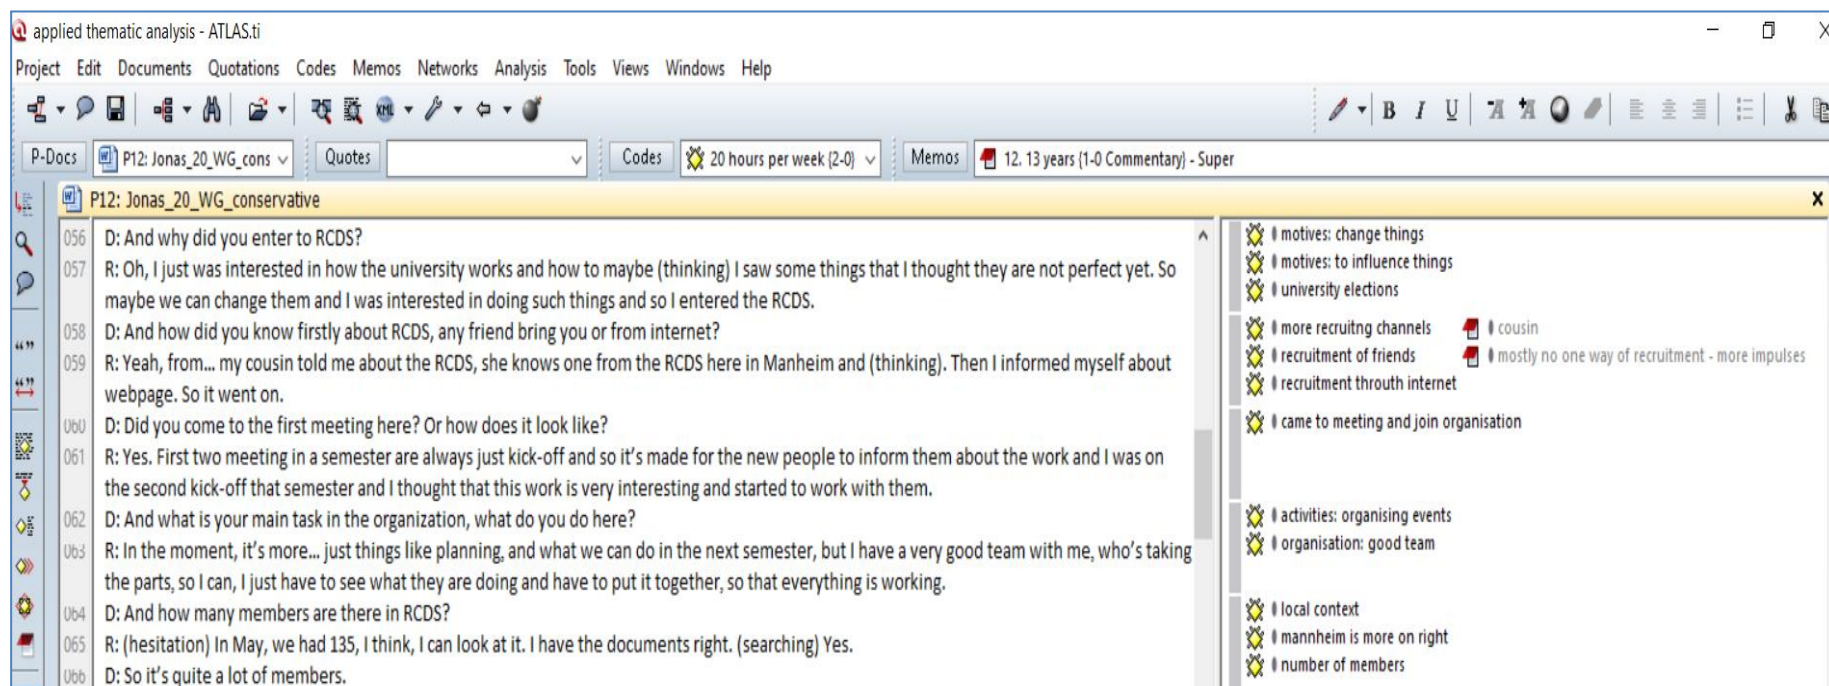 applied thematic analysis - ATLAS.ti
Project Edit Documents Quotations Codes Memos Networks Analysis Tools Views Windows Help
XML B I U A A
P-Docs P12: Jonas_20_WG_cons Quotes Codes 20 hours per week {2-0} Memos 12. 13 years {1-0 Commentary} - Super
P12: Jonas_20_WG_conservative X
056 D: And why did you enter to RCDS?
057 R: Oh, I just was interested in how the university works and how to maybe (thinking) I saw some things that I thought they are not perfect yet. So
maybe we can change them and I was interested in doing such things and so I entered the RCDS.
058 D: And how did you know firstly about RCDS, any friend bring you or from internet?
059 R: Yeah, from... my cousin told me about the RCDS, she knows one from the RCDS here in Manheim and (thinking). Then I informed myself about
webpage. So it went on.
060 D: Did you come to the first meeting here? Or how does it look like?
061 R: Yes. First two meeting in a semester are always just kick-off and so it's made for the new people to inform them about the work and I was on
the second kick-off that semester and I thought that this work is very interesting and started to work with them.
062 D: And what is your main task in the organization, what do you do here?
063 R: In the moment, it's more... just things like planning, and what we can do in the next semester, but I have a very good team with me, who's taking
the parts, so I can, I just have to see what they are doing and have to put it together, so that everything is working.
064 D: And how many members are there in RCDS?
065 R: (hesitation) In May, we had 135, I think, I can look at it. I have the documents right. (searching) Yes.
066 D: So it's quite a lot of members.
motives: change things
motives: to influence things
university elections
more recruitng channels cousin
recruitment of friends mostly no one way of recruitment - more impulses
recruitment throuth internet
came to meeting and join organisation
activities: organising events
organisation: good team
local context
mannheim is more on right
number of members